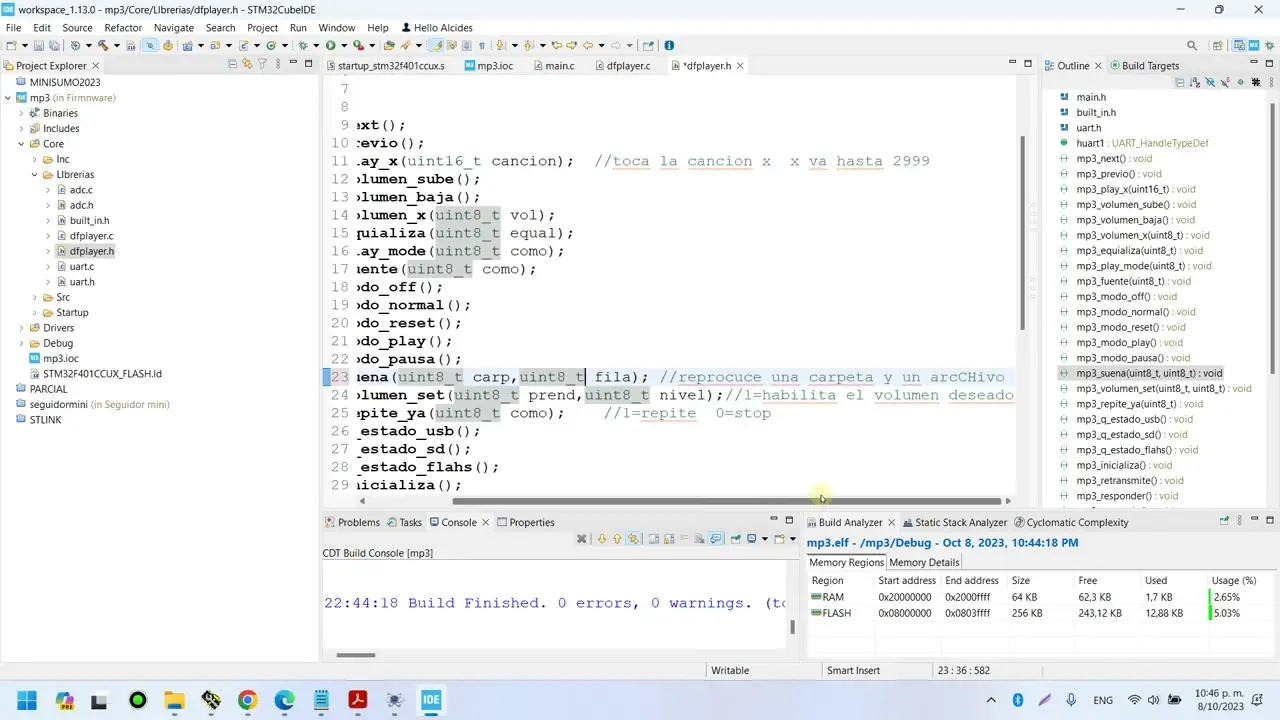 workspace_1.13.0 - mp3/Core/LIbrerias/dfplayer.h - STM32CubeIDE
File Edit Source Refactor Navigate Search Project Run Window Help Hello Alcides
Project Explorer
MINISUMO2023
mp3 (in Firmnware)
Binaries
Includes
Core
Inc
LIbrerias
adc.c
adc.h
built_in.h
dfplayer.c
dfplayer.h
uart.c
uart.h
Src
Startup
Drivers
Debug
mp3.ioc
STM32F401CCUX_FLASH.ld
PARCIAL
seguidormini (in Seguidor mini)
STLINK
startup_stm32f401ccux.s mp3.ioc main.c dfplayer.c *dfplayer.h
7
8
9 ext();
10 revio();
11 lay_x(uint16_t cancion); //toca la cancion x x va hasta 2999
12 olumen_sube();
13 olumen_baja();
14 olumen_x(uint8_t vol);
15 quializa(uint8_t equal);
16 lay_mode(uint8_t como);
17 uente(uint8_t como);
18 odo_off();
19 odo_normal();
20 odo_reset();
21 odo_play();
22 odo_pausa();
23 uena(uint8_t carp,uint8_t fila); //reprocuce una carpeta y un arcCHivo
24 olumen_set(uint8_t prend,uint8_t nivel);//1=habilita el volumen deseado
25 epite_ya(uint8_t como); //1=repite 0=stop
26 _estado_usb();
27 _estado_sd();
28 _estado_flahs();
29 nicializa();
Outline Build Targets
main.h
built_in.h
uart.h
huart1 : UART_HandleTypeDef
mp3_next() : void
mp3_previo() : void
mp3_play_x(uint16_t) : void
mp3_volumen_sube() : void
mp3_volumen_baja() : void
mp3_volumen_x(uint8_t) : void
mp3_equializa(uint8_t) : void
mp3_play_mode(uint8_t) : void
mp3_fuente(uint8_t) : void
mp3_modo_off() : void
mp3_modo_normal() : void
mp3_modo_reset() : void
mp3_modo_play() : void
mp3_modo_pausa() : void
mp3_suena(uint8_t, uint8_t) : void
mp3_volumen_set(uint8_t, uint8_t) : void
mp3_repite_ya(uint8_t) : void
mp3_q_estado_usb() : void
mp3_q_estado_sd() : void
mp3_q_estado_flahs() : void
mp3_inicializa() : void
mp3_retransmite() : void
mp3_responder() : void
Problems Tasks Console Properties
CDT Build Console [mp3]
22:44:18 Build Finished. 0 errors, 0 warnings. (to
Build Analyzer Static Stack Analyzer Cyclomatic Complexity
mp3.elf - /mp3/Debug - Oct 8, 2023, 10:44:18 PM
Memory Regions Memory Details
Region Start address End address Size Free Used Usage (%)
RAM 0x20000000 0x2000ffff 64 KB 62,3 KB 1,7 KB 2.65%
FLASH 0x08000000 0x0803ffff 256 KB 243,12 KB 12,88 KB 5.03%
Writable Smart Insert 23 : 36 : 582
IDE
ENG
10:46 p. m.
8/10/2023